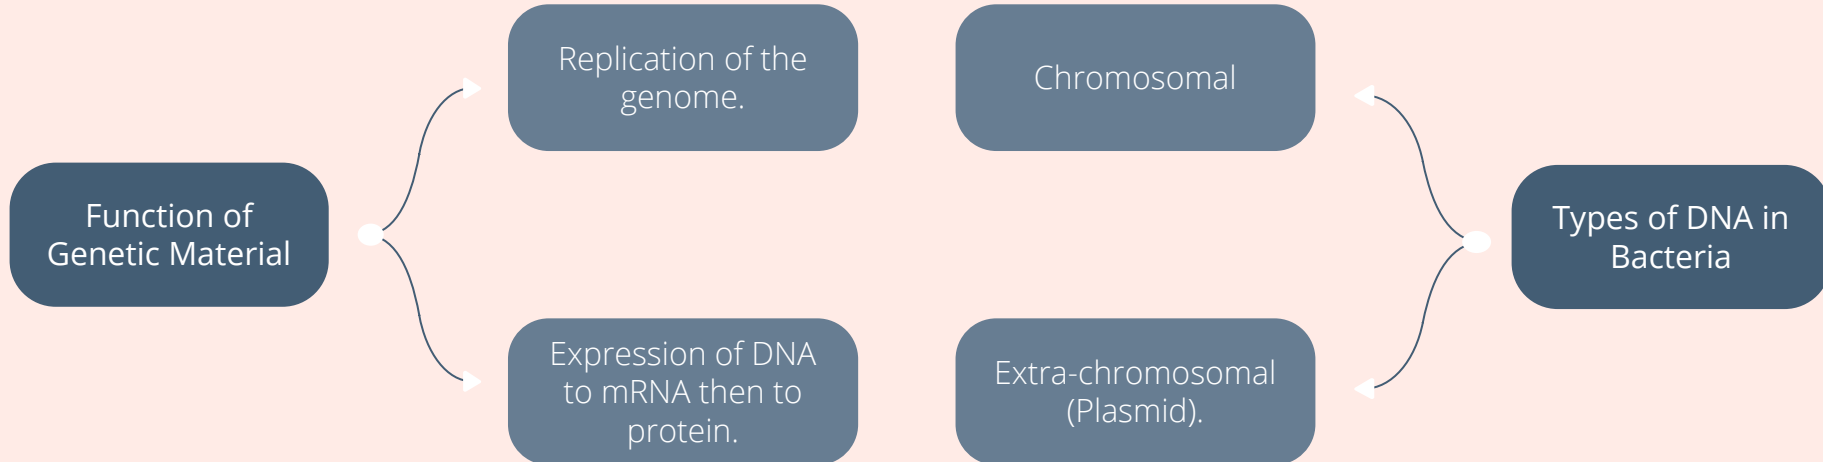 Function of
Genetic Material
Replication of the
genome.
Expression of DNA
to mRNA then to
protein.
Chromosomal
Extra-chromosomal
(Plasmid).
Types of DNA in
Bacteria